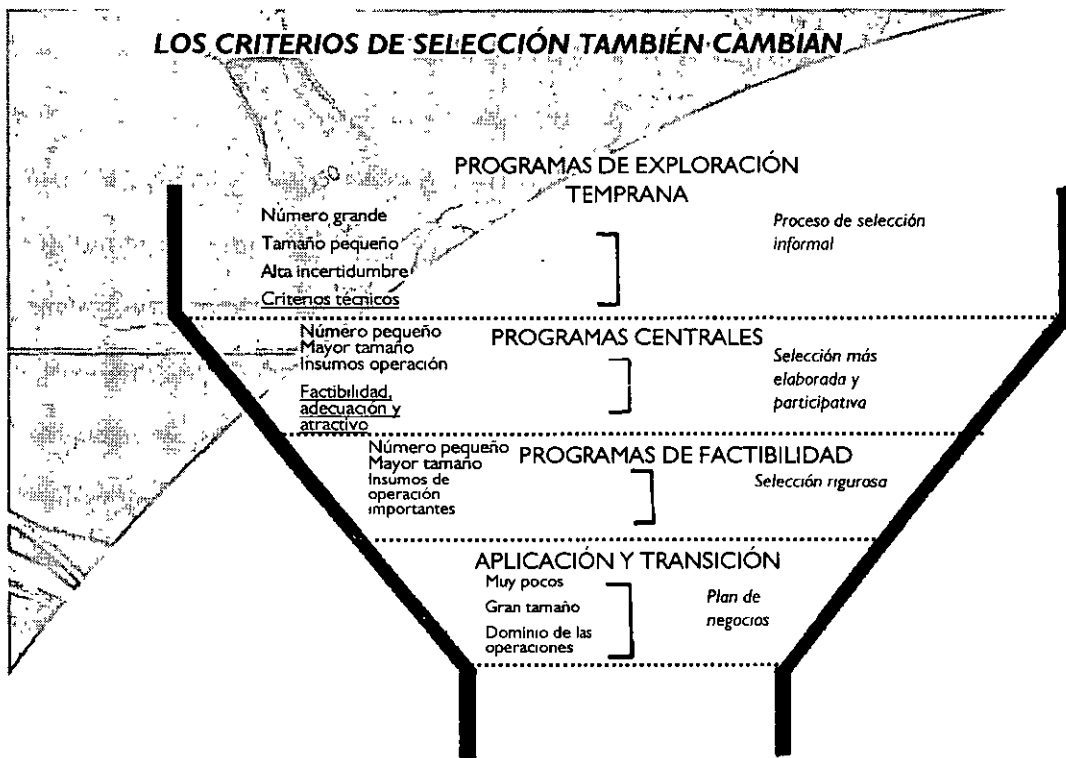 LOS CRITERIOS DE SELECCIÓN TAMBIÉN CAMBIAN
PROGRAMAS DE EXPLORACIÓN
TEMPRANA
Número grande
Tamaño pequeño
Alta incertidumbre
Criterios técnicos
Proceso de selección
informal
PROGRAMAS CENTRALES
Número pequeño
Mayor tamaño
Insumos operación
Factibilidad,
adecuación y
atractivo
Selección más
elaborada y
participativa
PROGRAMAS DE FACTIBILIDAD
Número pequeño
Mayor tamaño
Insumos de
operación
importantes
Selección rigurosa
APLICACIÓN Y TRANSICIÓN
Muy pocos
Gran tamaño
Dominio de las
operaciones
Plan de
negocios